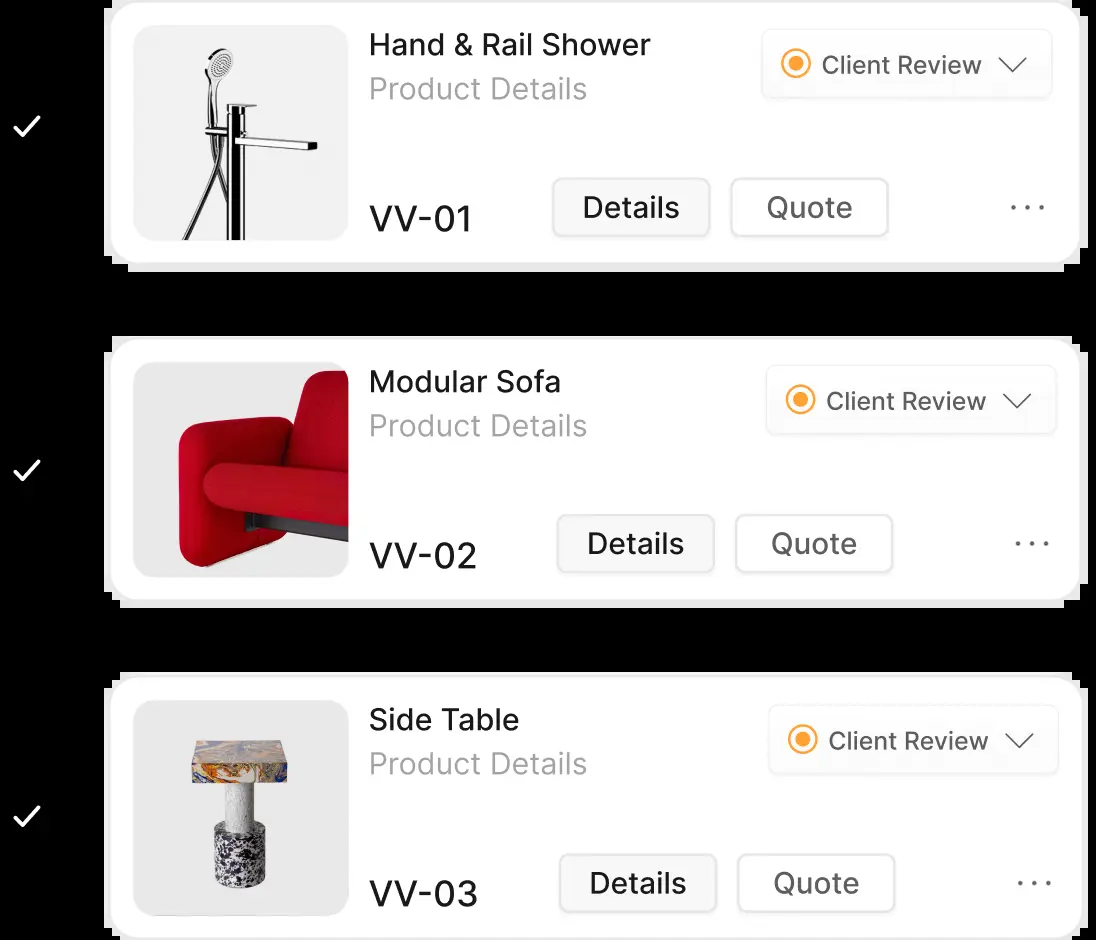 Hand & Rail Shower
Client Review
Product Details
VV-01
Details
Quote
Modular Sofa
Client Review
Product Details
VV-02
Details
Quote
Side Table
Client Review
Product Details
VV-03
Details
Quote